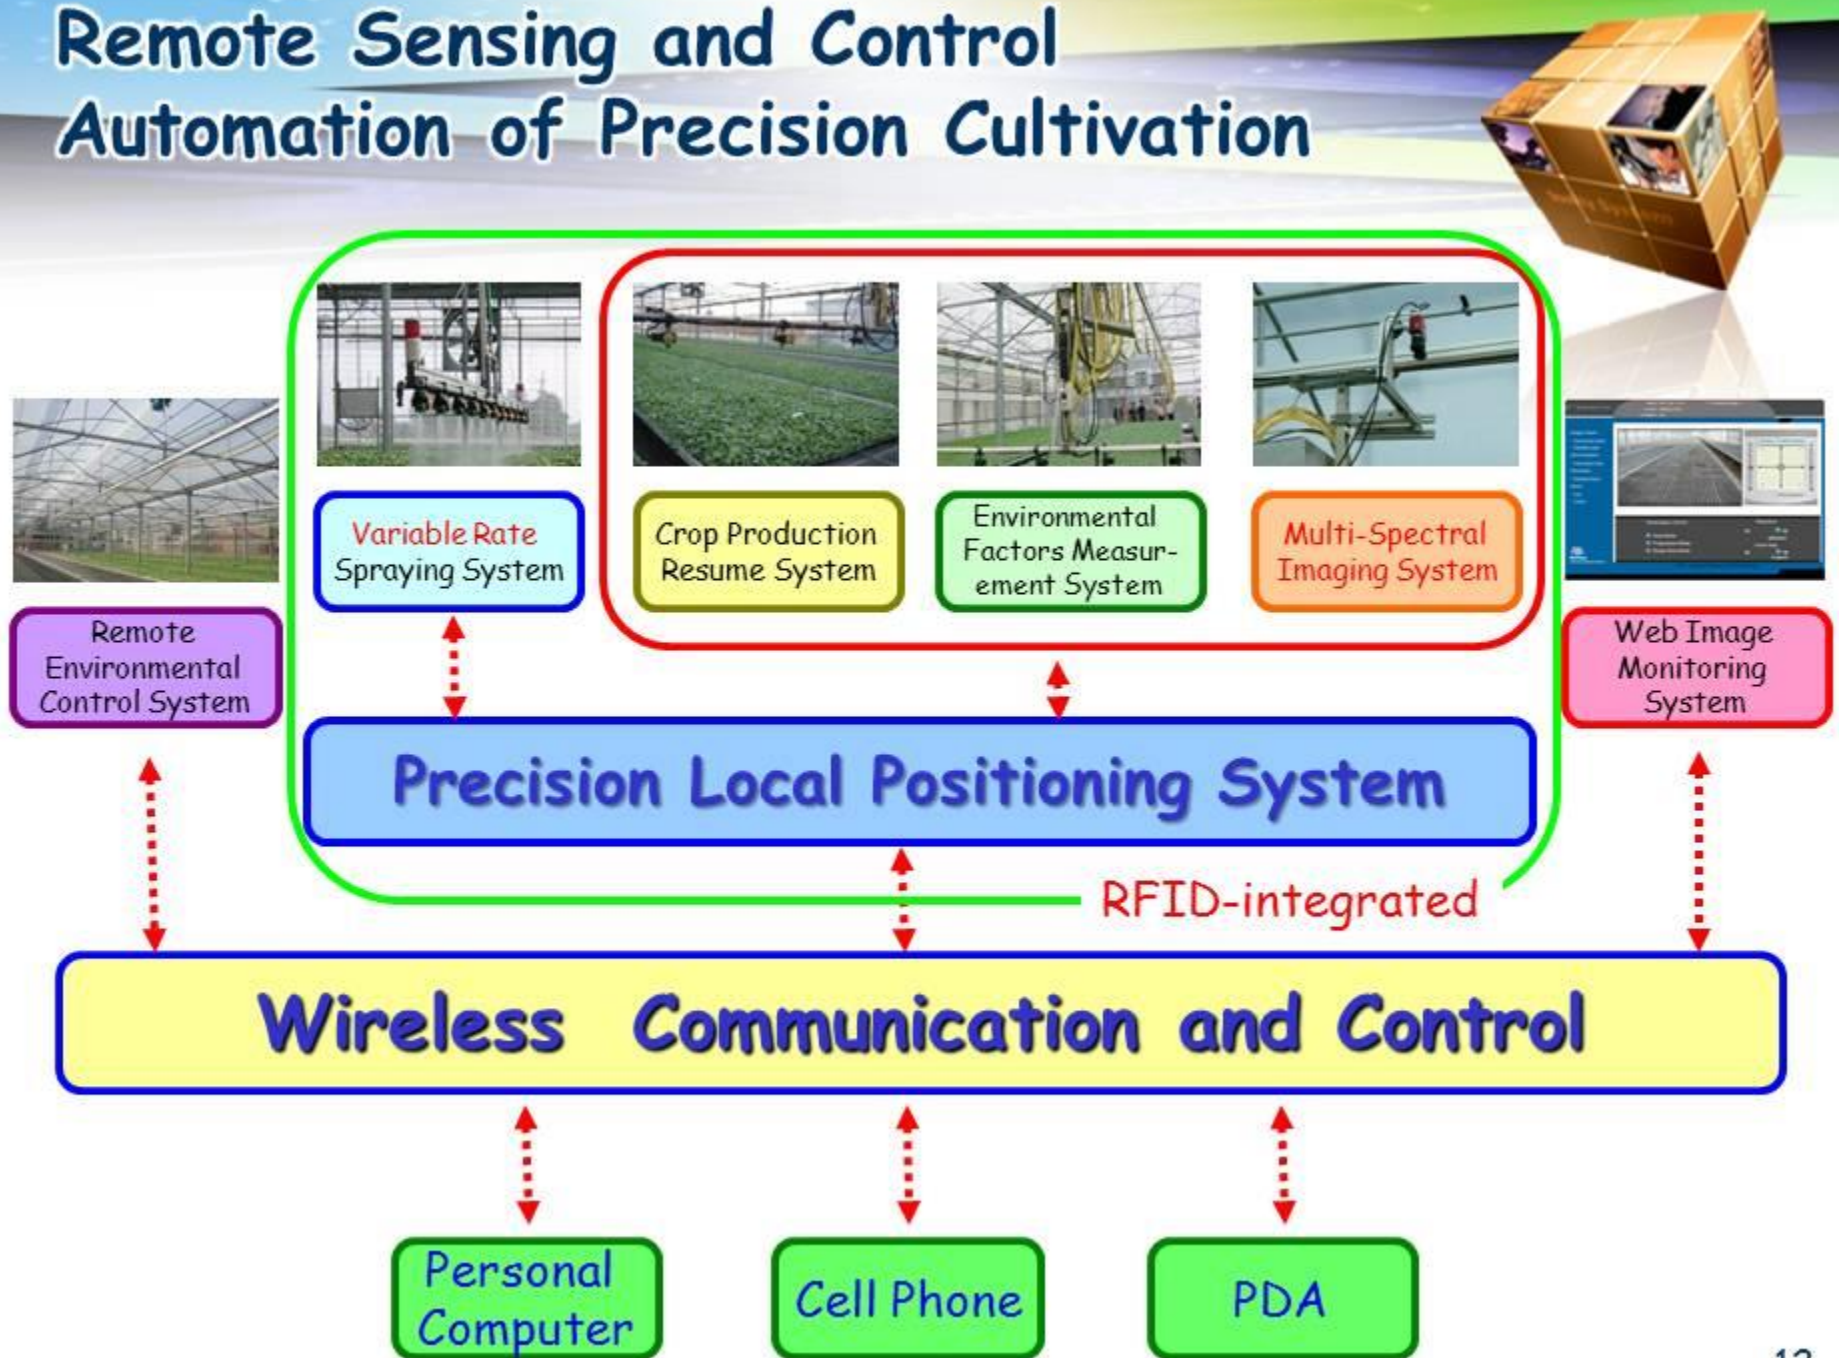 Remote Sensing and Control
Automation of Precision Cultivation
Variable Rate
Spraying System
Crop Production
Resume System
Environmental
Factors Measur-
ement System
Multi-Spectral
Imaging System
Remote
Environmental
Control System
Web Image
Monitoring
System
Precision Local Positioning System
RFID-integrated
Wireless Communication and Control
Personal
Computer
Cell Phone
PDA